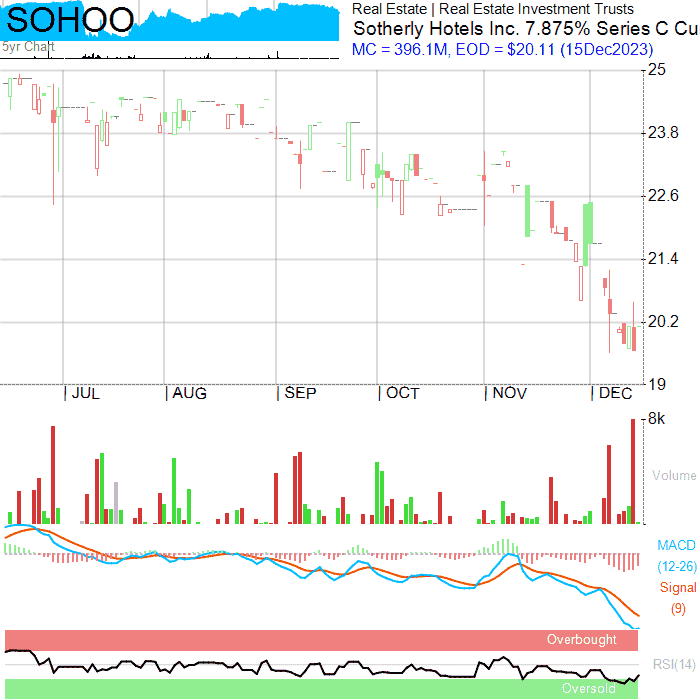 SOHOO
5yr Chart
Real Estate | Real Estate Investment Trusts
Sotherly Hotels Inc. 7.875% Series C Cu
MC = 396.1M, EOD = $20.11 (15Dec2023)
25
23.8
22.6
21.4
20.2
19
JUL AUG SEP OCT NOV DEC
8k
Volume
MACD
(12-26)
Signal
(9)
Overbought
RSI(14)
Oversold